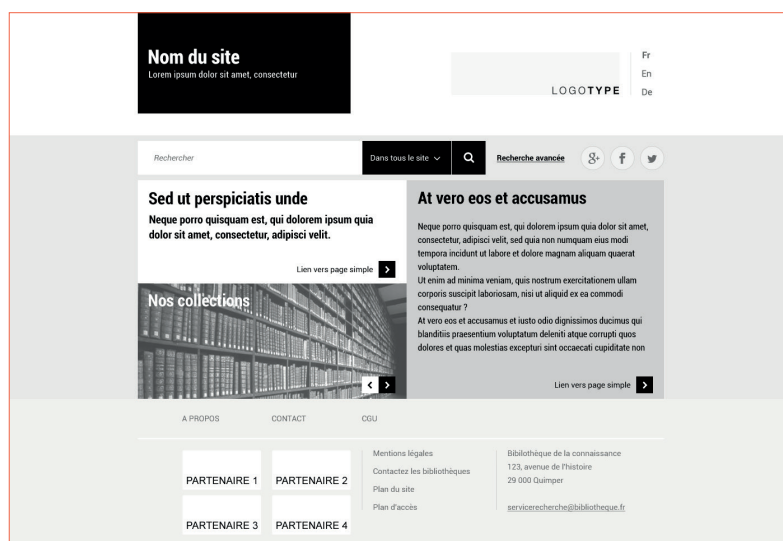 Nom du site
Lorem ipsum dolor sit amet, consectetur
LOGOTYPE
Fr
En
De
Rechercher
Dans tous le site
Recherche avancée
8+
f
Sed ut perspiciatis unde
Neque porro quisquam est, qui dolorem ipsum quia
dolor sit amet, consectetur, adipisci velit.
Lien vers page simple
Nos collections
At vero eos et accusamus
Neque porro quisquam est, qui dolorem ipsum quia dolor sit amet,
consectetur, adipisci velit, sed quia non numquam eius modi
tempora incidunt ut labore et dolore magnam aliquam quaerat
voluptatem.
Ut enim ad minima veniam, quis nostrum exercitationem ullam
corporis suscipit laboriosam, nisi ut aliquid ex ea commodi
consequatur ?
At vero eos et accusamus et iusto odio dignissimos ducimus qui
blanditiis praesentium voluptatum deleniti atque corrupti quos
dolores et quas molestias excepturi sint occaecati cupiditate non
Lien vers page simple
A PROPOS
CONTACT
CGU
PARTENAIRE 1
PARTENAIRE 2
PARTENAIRE 3
PARTENAIRE 4
Mentions légales
Contactez les bibliothèques
Plan du site
Plan d'accès
Bibilothèque de la connaissance
123, avenue de l'histoire
29 000 Quimper
servicerecherche@bibliotheque.fr